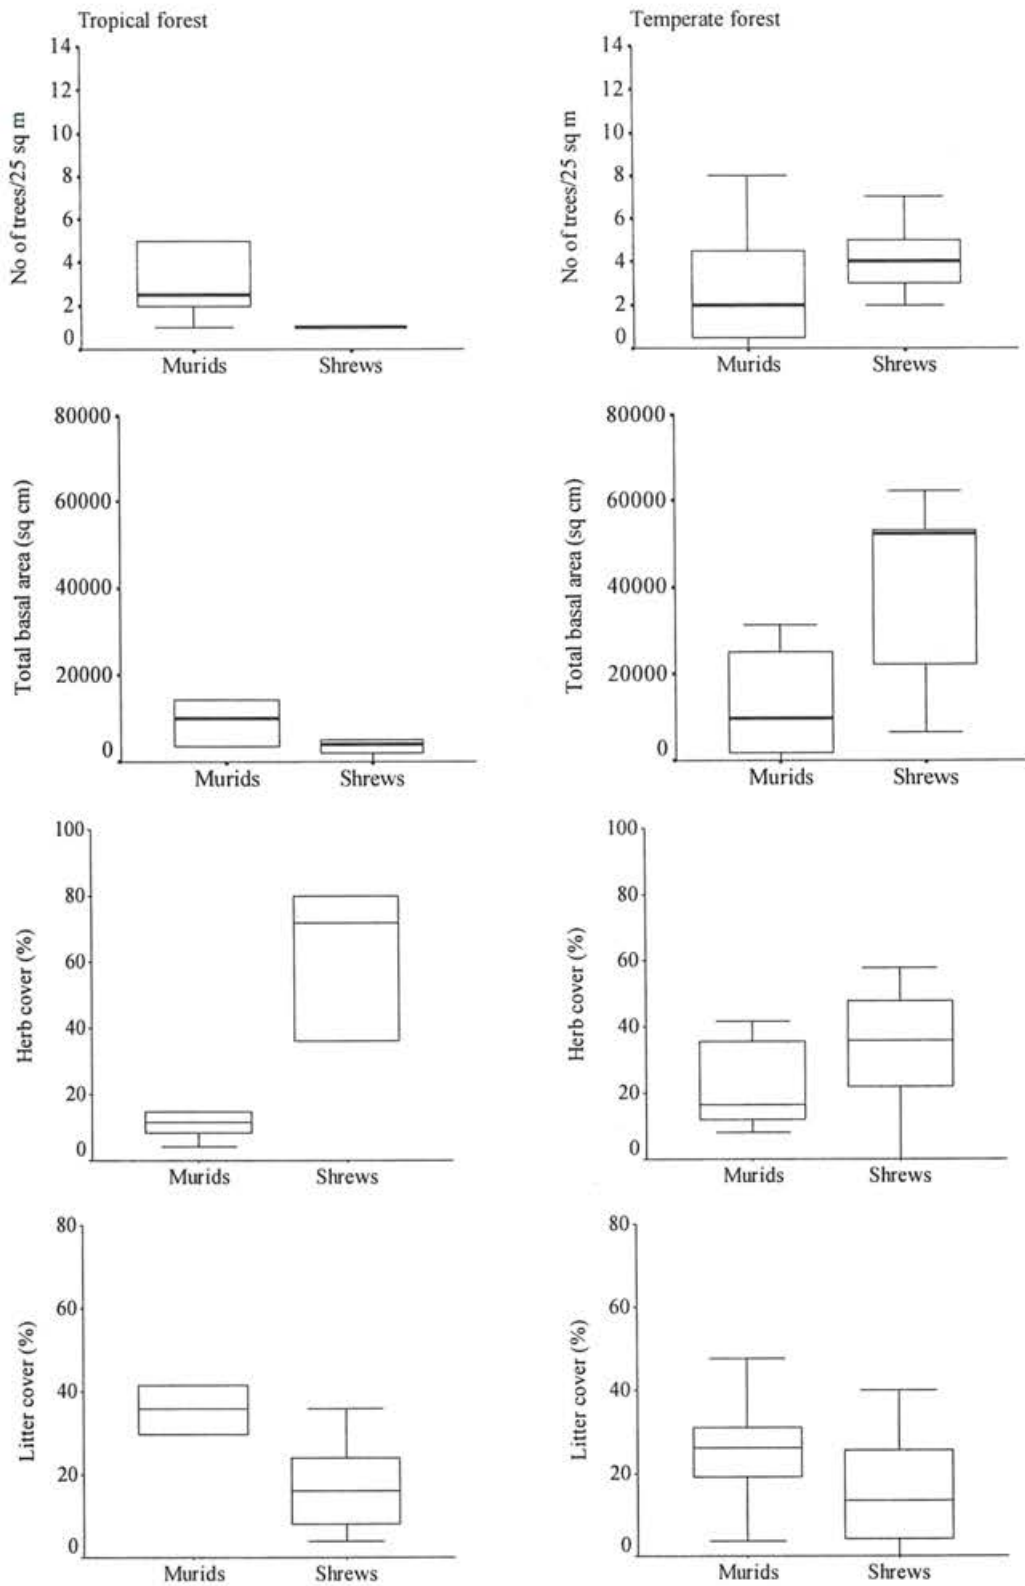 Tropical forest
No of trees/25 sq m
14
12
10
8
6
4
2
0
Murids Shrews
Temperate forest
No of trees/25 sq m
14
12
10
8
6
4
2
0
Murids Shrews
Total basal area (sq cm)
80000
60000
40000
20000
0
Murids Shrews
Total basal area (sq cm)
80000
60000
40000
20000
0
Murids Shrews
Herb cover (%)
100
80
60
40
20
0
Murids Shrews
Herb cover (%)
100
80
60
40
20
0
Murids Shrews
Litter cover (%)
80
60
40
20
0
Murids Shrews
Litter cover (%)
80
60
40
20
0
Murids Shrews